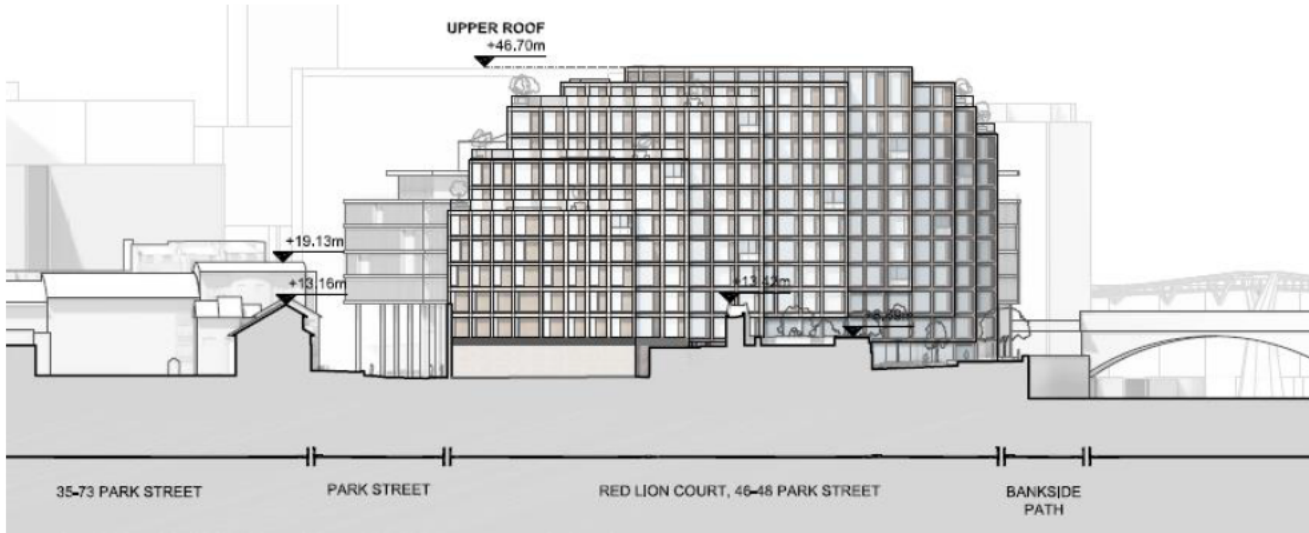 UPPER ROOF
+46.70m
+19.13m
+13.16m
+13.42m
35-73 PARK STREET
PARK STREET
RED LION COURT, 46-48 PARK STREET
BANKSIDE
PATH